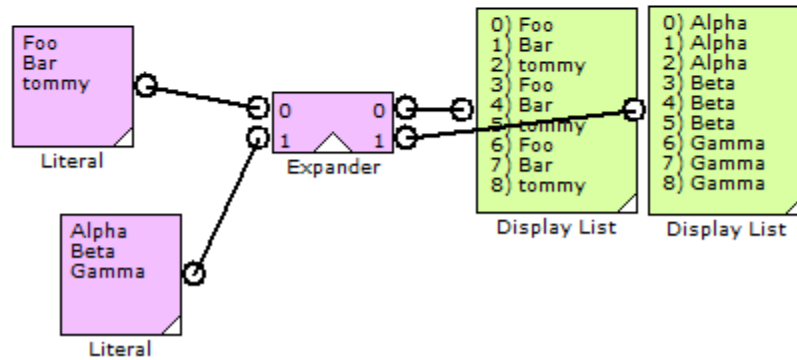 Foo
Bar
tommy
Literal
Alpha
Beta
Gamma
Literal
0 0
1 1
Expander
0) Foo
1) Bar
2) tommy
3) Foo
4) Bar
5) tommy
6) Foo
7) Bar
8) tommy
Display List
0) Alpha
1) Alpha
2) Alpha
3) Beta
4) Beta
5) Beta
6) Gamma
7) Gamma
8) Gamma
Display List